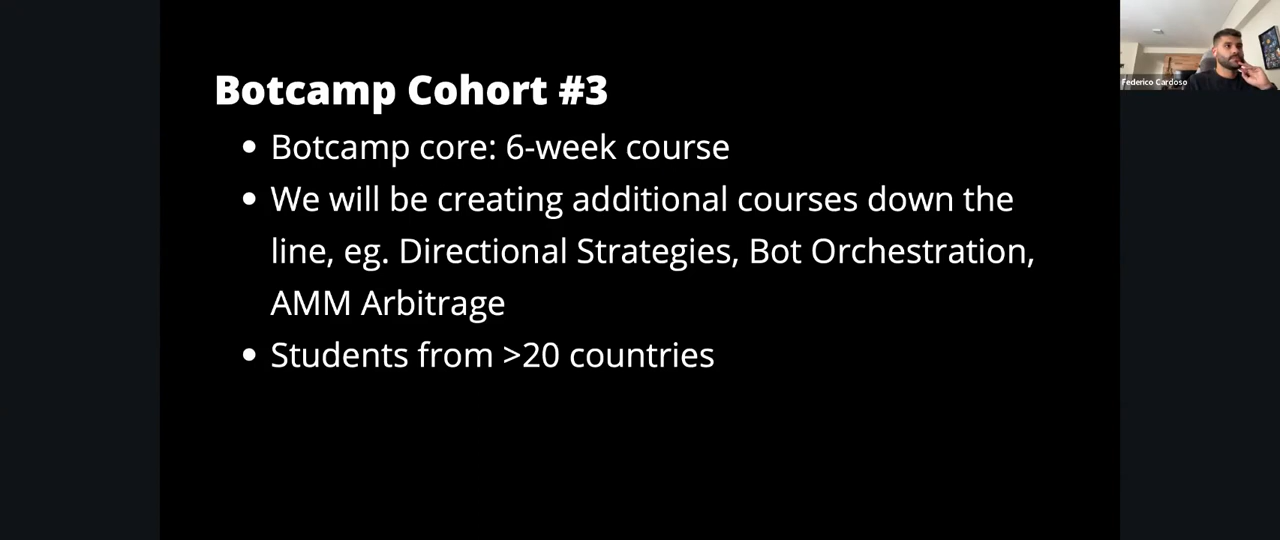 Botcamp Cohort #3
• Botcamp core: 6-week course
• We will be creating additional courses down the
line, eg. Directional Strategies, Bot Orchestration,
AMM Arbitrage
• Students from >20 countries
Federico Cardoso